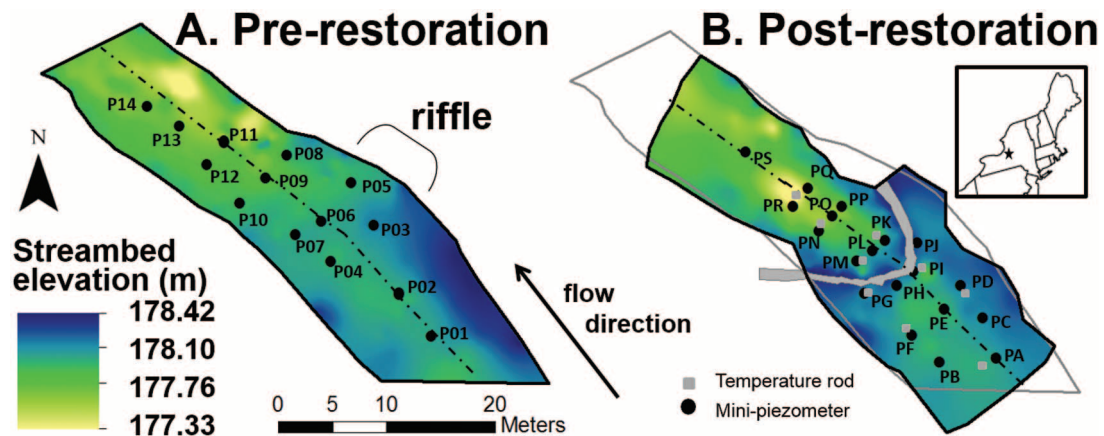 A. Pre-restoration
B. Post-restoration
riffle
N
P14
P13
P11
P08
P12
P09
P05
P10
P06
P03
P07
P04
P02
P01
Streambed
elevation (m)
178.42
178.10
177.76
177.33
0 5 10 20
Meters
flow
direction
PS
PQ
PR
PO
PP
PN
PL
PK
PJ
PM
PI
PG
PH
PD
PE
PC
PF
PB
PA
Temperature rod
Mini-piezometer